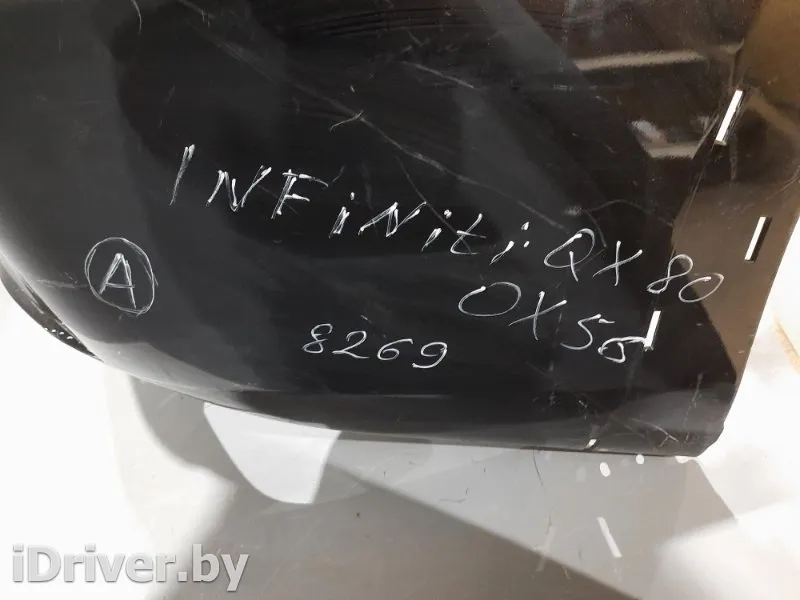 INFiNiti QX80
QX56
A
8269
iDriver.by